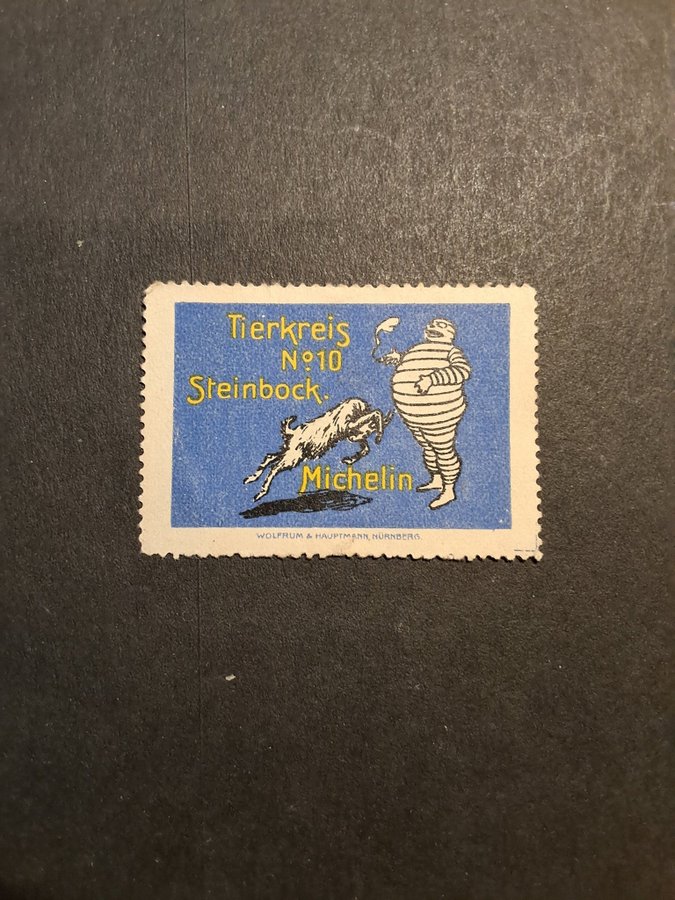 Tierkreis
No10
Steinbock.
Michelin
WOLFRUM & HAUPTMANN, NÜRNBERG.